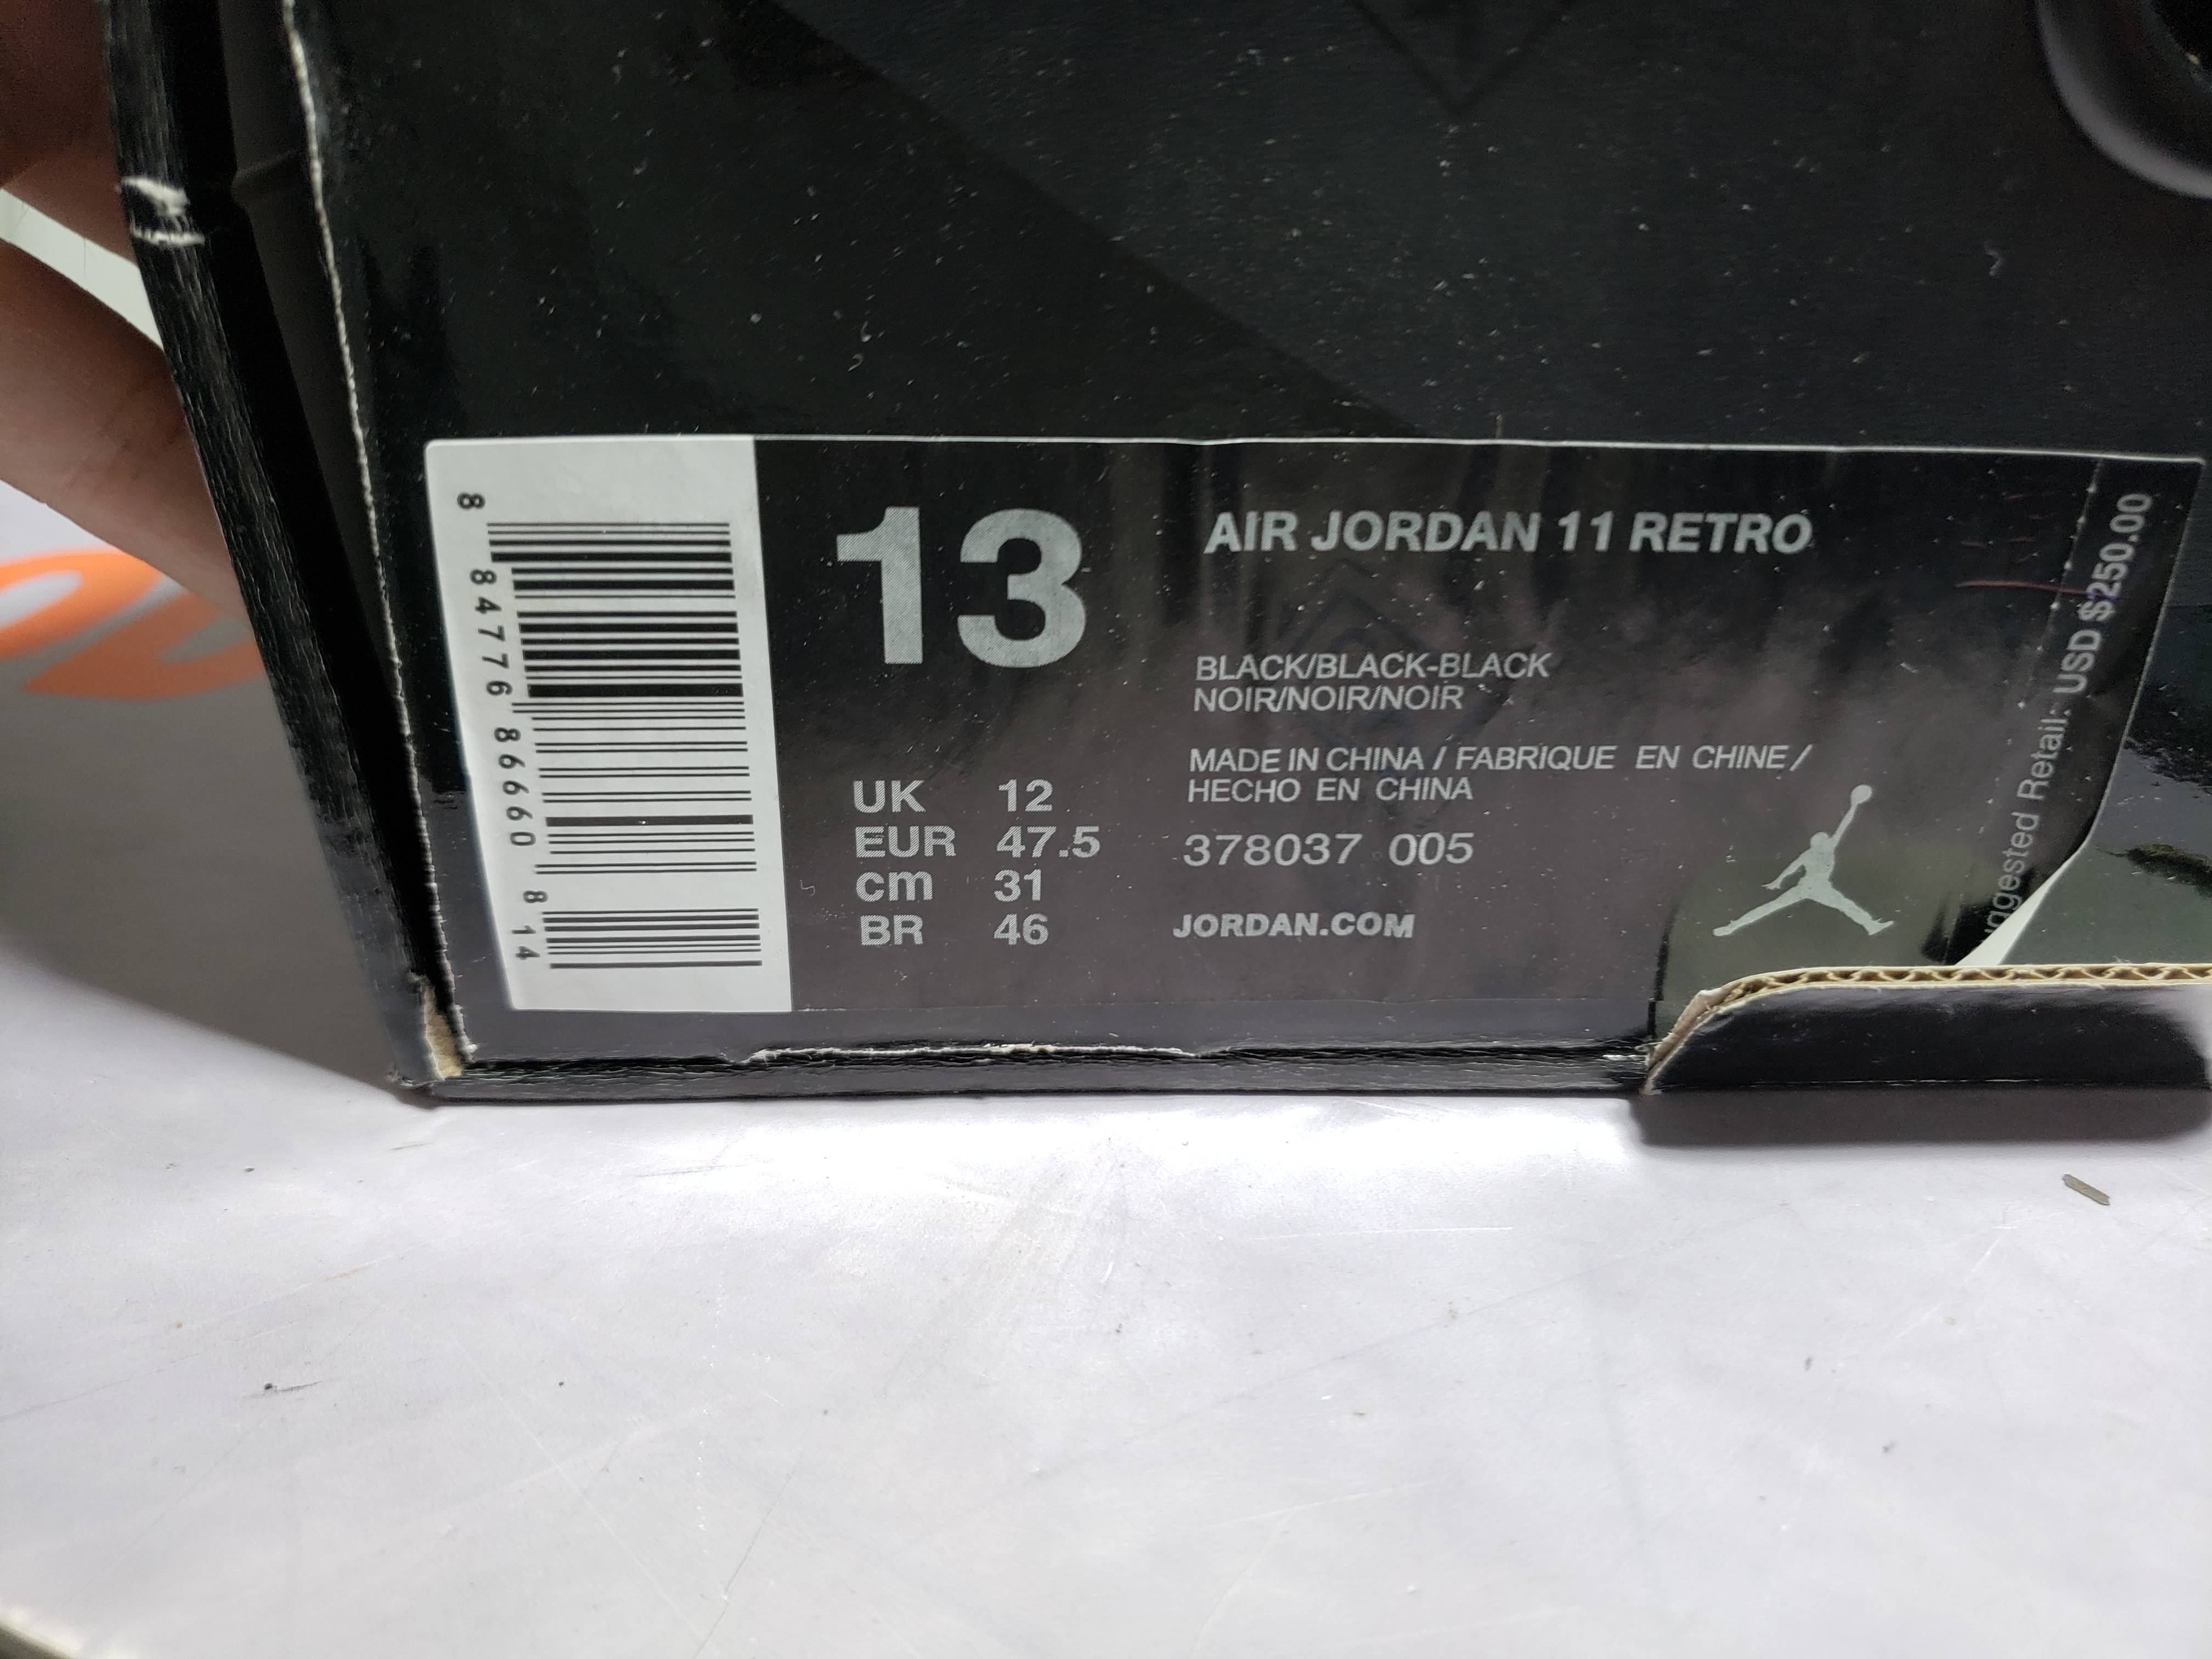 8 84776 86660 8 14
13
AIR JORDAN 11 RETRO
BLACK/BLACK-BLACK
NOIR/NOIR/NOIR
MADE IN CHINA / FABRIQUE EN CHINE /
HECHO EN CHINA
UK 12
EUR 47.5
cm 31
BR 46
378037 005
JORDAN.COM
uggested Retail: USD $250.00